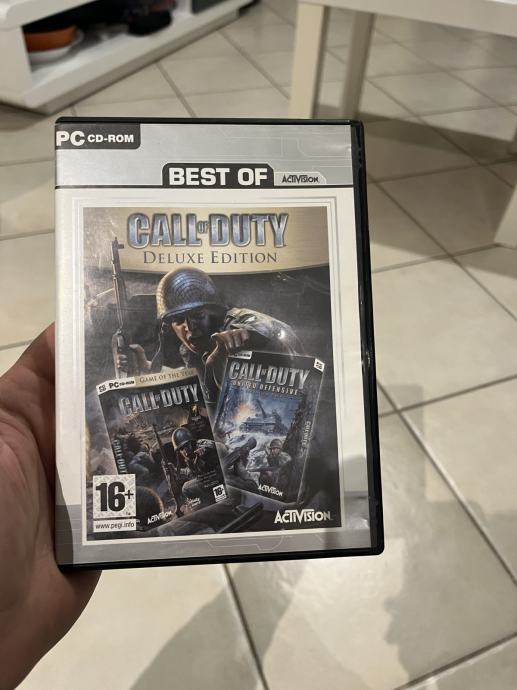 PC CD-ROM
BEST OF ACTIVISION
CALL OF DUTY
DELUXE EDITION
PC CD-ROM GAME OF THE YEAR
CALL OF DUTY
CALL OF DUTY
UNITED OFFENSIVE
16+
www.pegi.info
ACTIVISION
16+
ACTIVISION
ACTIVISION